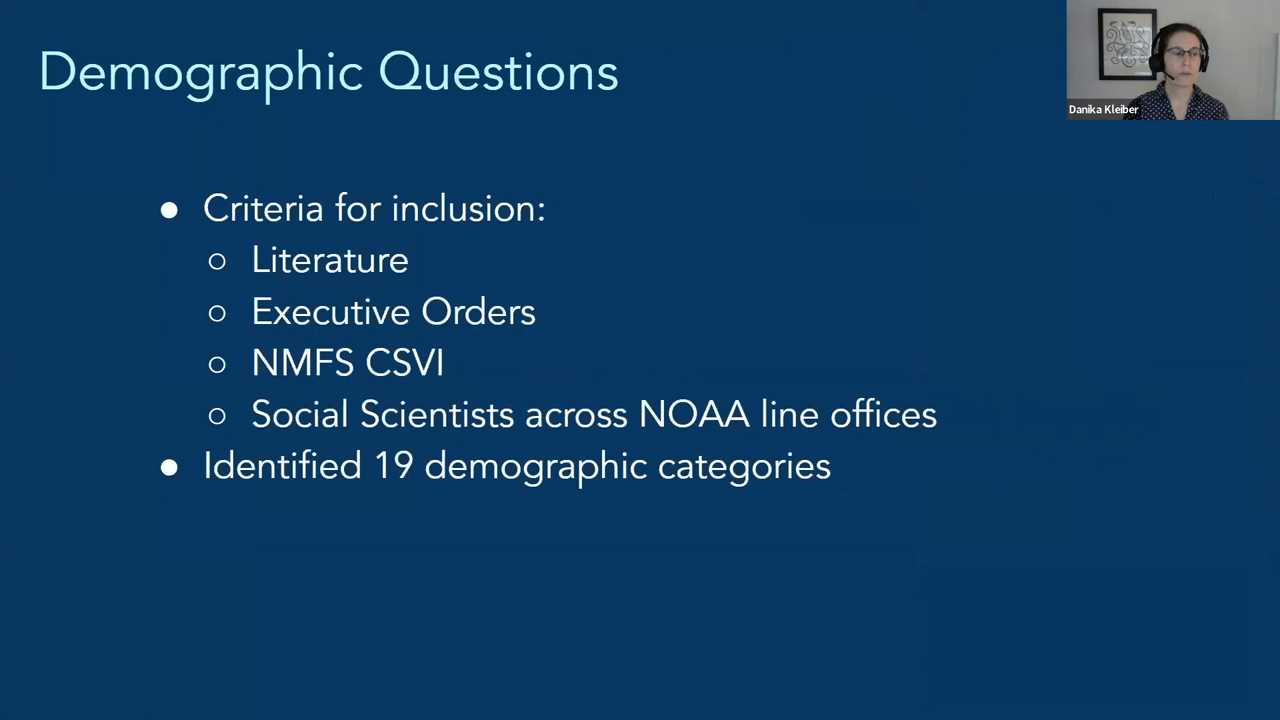 Demographic Questions
Danika Kleiber
● Criteria for inclusion:
○ Literature
○ Executive Orders
○ NMFS CSVI
○ Social Scientists across NOAA line offices
● Identified 19 demographic categories